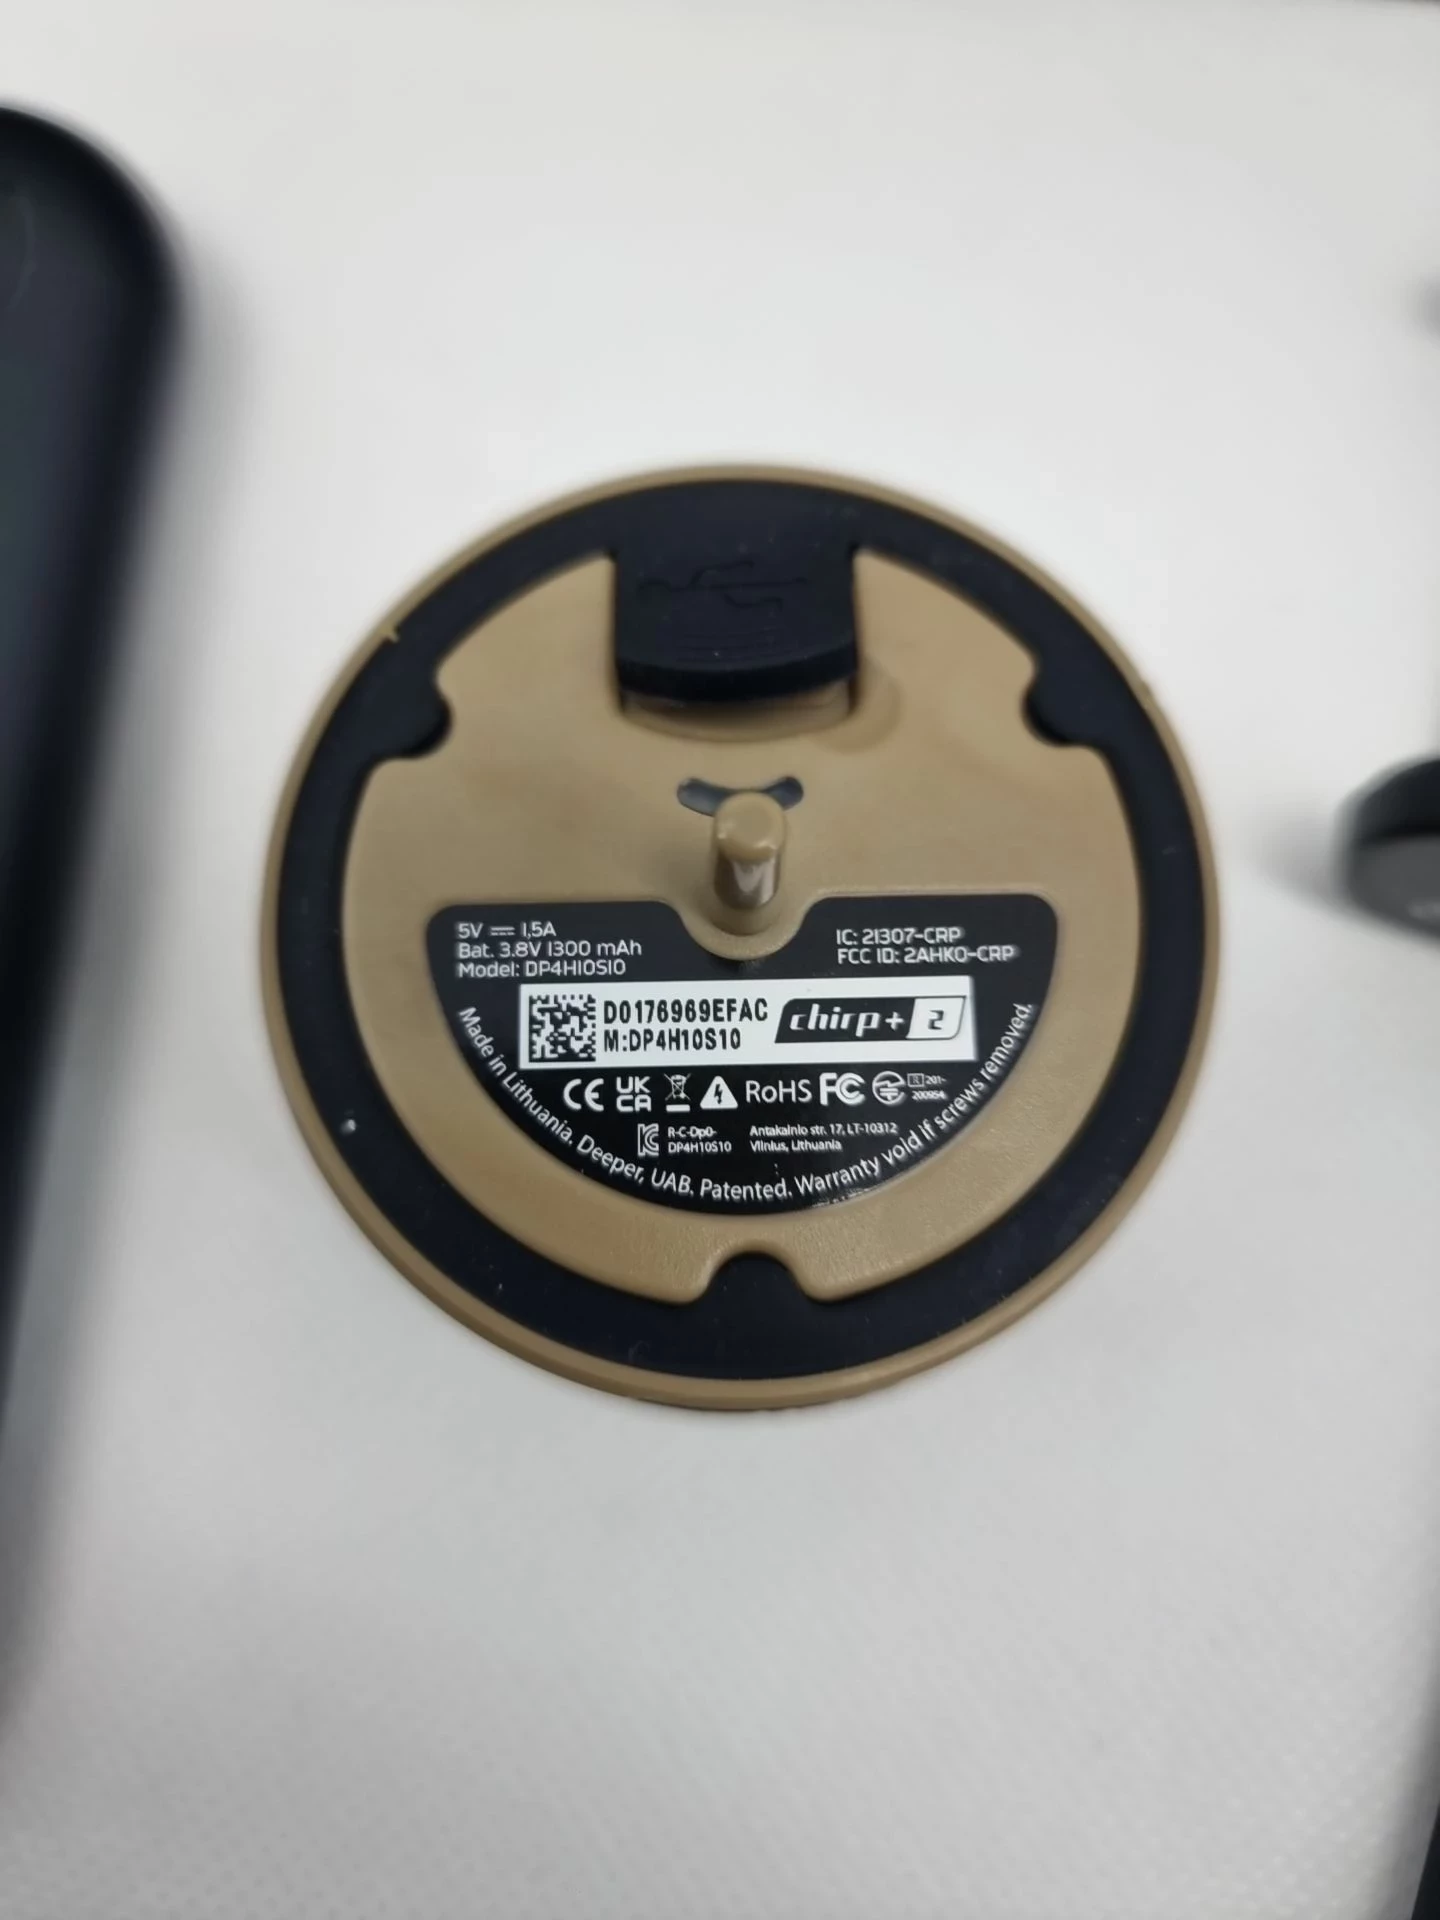 5V ⎓ 1,5A
Bat. 3.8V 1300 mAh
Model: DP4H10S10
IC: 21307-CRP
FCC ID: 2AHKO-CRP
D0176969EFAC
M:DP4H10S10
chirp+ 2
CE UK CA RoHS FC R 201-200954
R-C-Dp0-
DP4H10S10
Antakalnio str. 17, LT-10312
Vilnius, Lithuania
Made in Lithuania. Deeper, UAB. Patented. Warranty void if screws removed.